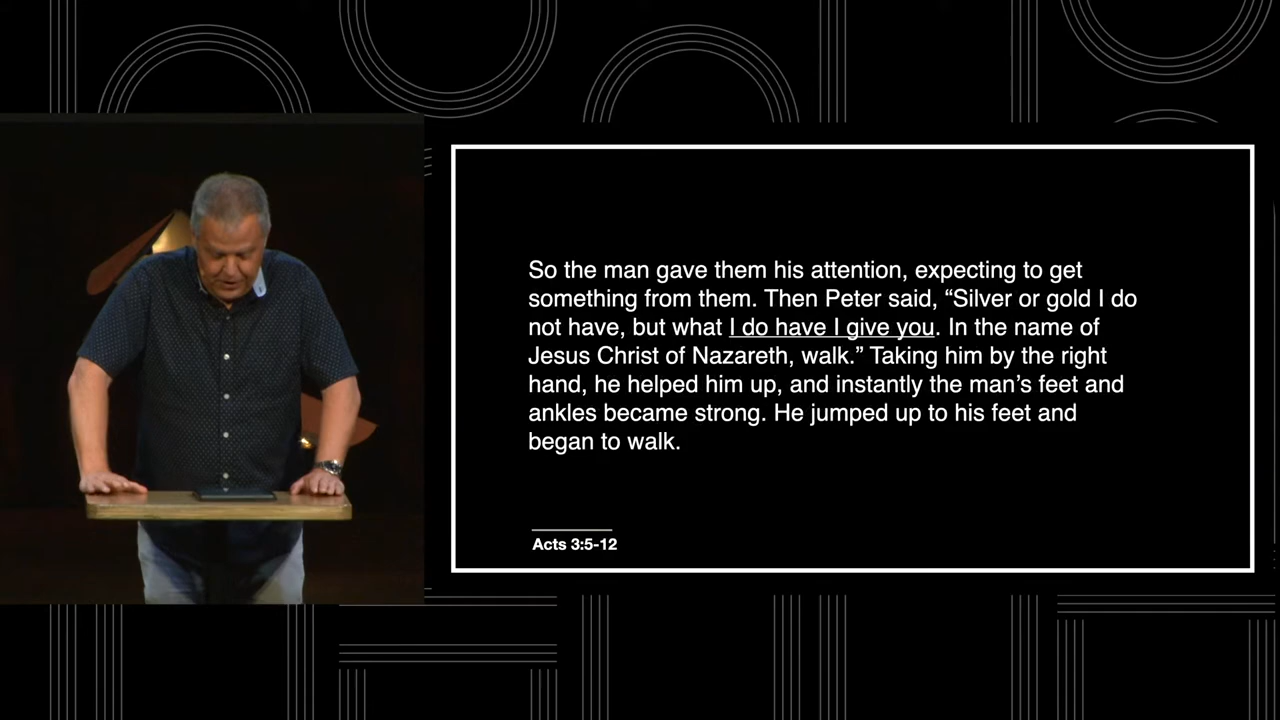 So the man gave them his attention, expecting to get
something from them. Then Peter said, “Silver or gold I do
not have, but what I do have I give you. In the name of
Jesus Christ of Nazareth, walk.” Taking him by the right
hand, he helped him up, and instantly the man’s feet and
ankles became strong. He jumped up to his feet and
began to walk.
Acts 3:5-12